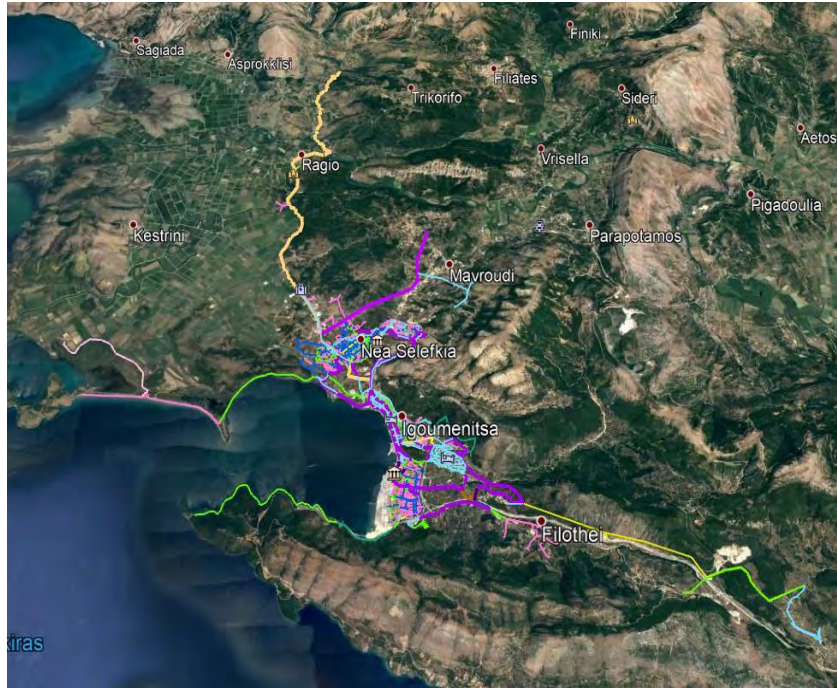 Finiki
Sagiada
Asprokklisi
Filiates
Trikorifo
Sideri
Aetos
Vrisella
Ragio
Pigadoulia
Kestrini
Parapotamos
Mavroudi
Nea Selefkia
Igoumenitsa
Filothei
kiras